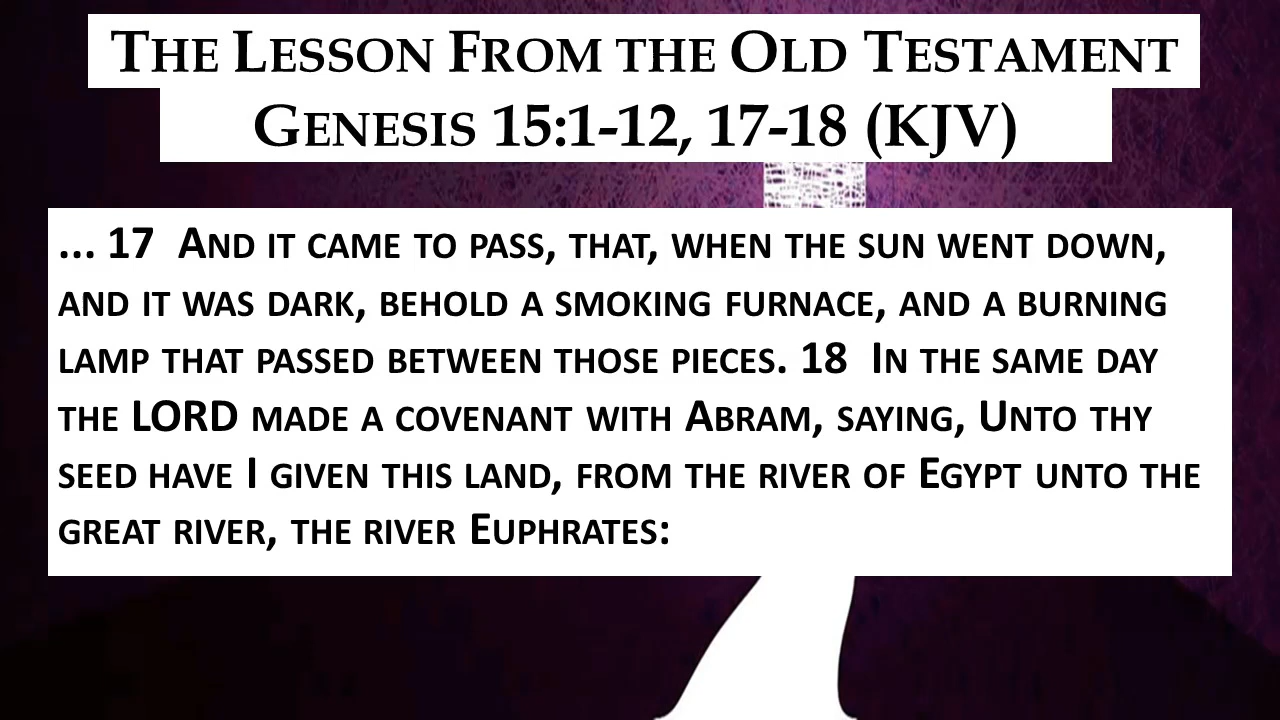 The Lesson From the Old Testament
Genesis 15:1-12, 17-18 (KJV)
... 17 And it came to pass, that, when the sun went down,
and it was dark, behold a smoking furnace, and a burning
lamp that passed between those pieces. 18 In the same day
the LORD made a covenant with Abram, saying, Unto thy
seed have I given this land, from the river of Egypt unto the
great river, the river Euphrates: